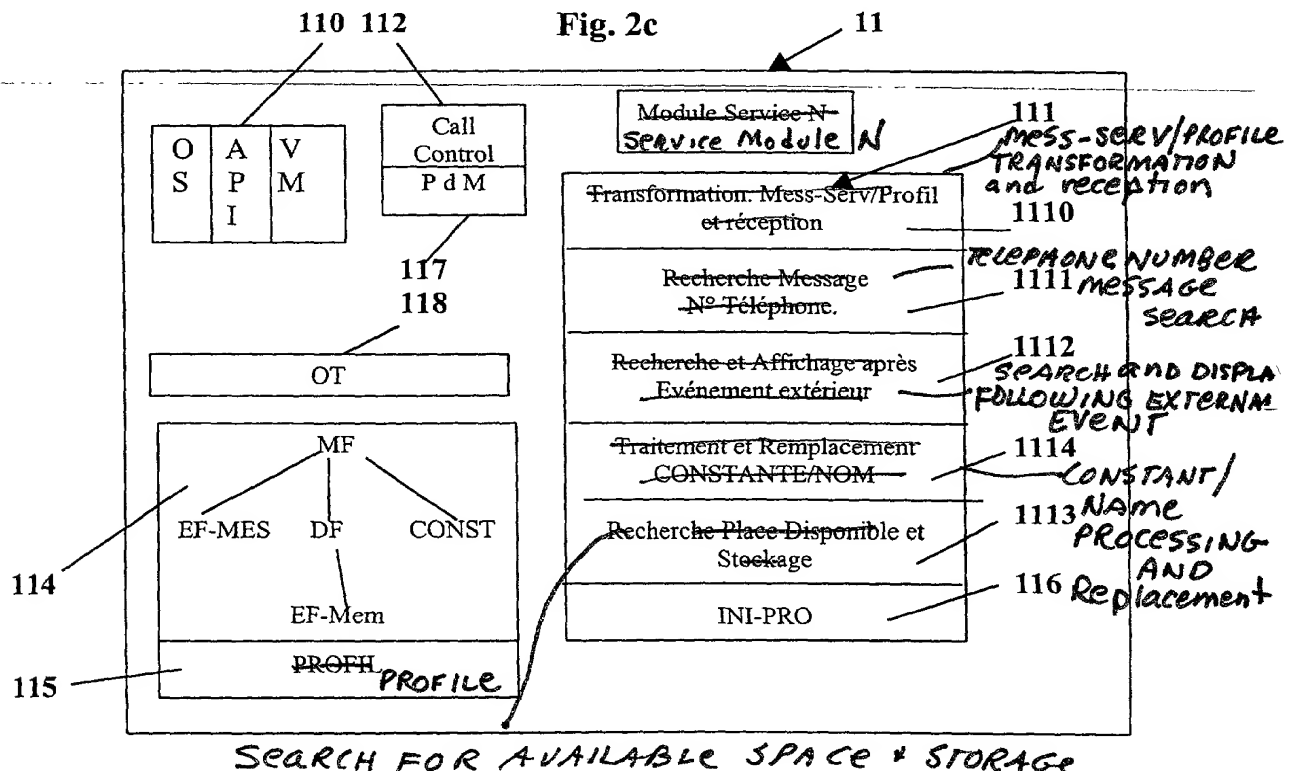 110 112 Fig. 2c 11
Module Service N
Service Module N
O S
A P I
V M
Call
Control
P d M
117
118
OT
111
MESS-SERV/PROFILE
TRANSFORMATION
and reception
Transformation. Mess-Serv/Profil
et réception
1110
Recherche Message
Nº Téléphone.
TELEPHONE NUMBER
1111 MESSAGE
SEARCH
Recherche et Affichage après
Evénement extérieur
1112
SEARCH and DISPLA
FOLLOWING EXTERNA
EVENT
Traitement et Remplacement
CONSTANTE/NOM
1114
CONSTANT/
NAME
PROCESSING
AND
Replacement
Recherche Place Disponible et
Stockage
1113
INI-PRO
116
MF
EF-MES DF CONST
EF-Mem
114
PROFIL
PROFILE
115
SEARCH FOR AVAILABLE SPACE & STORAGE